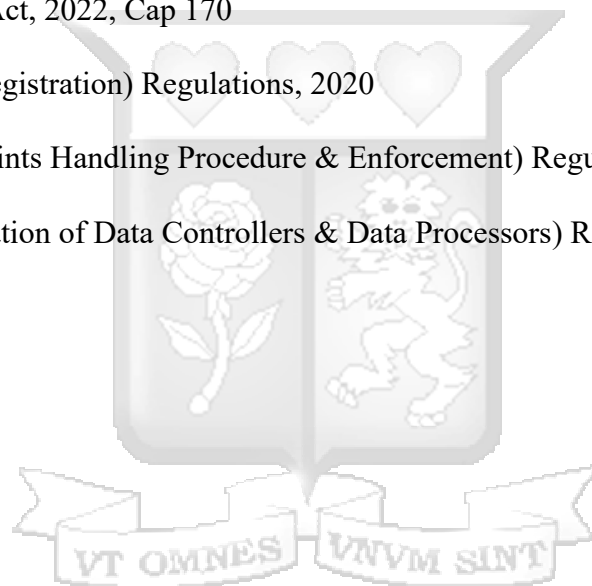 Act, 2022, Cap 170
egistration) Regulations, 2020
ints Handling Procedure & Enforcement) Regu
tion of Data Controllers & Data Processors) R
VT OMNES VNVM SINT